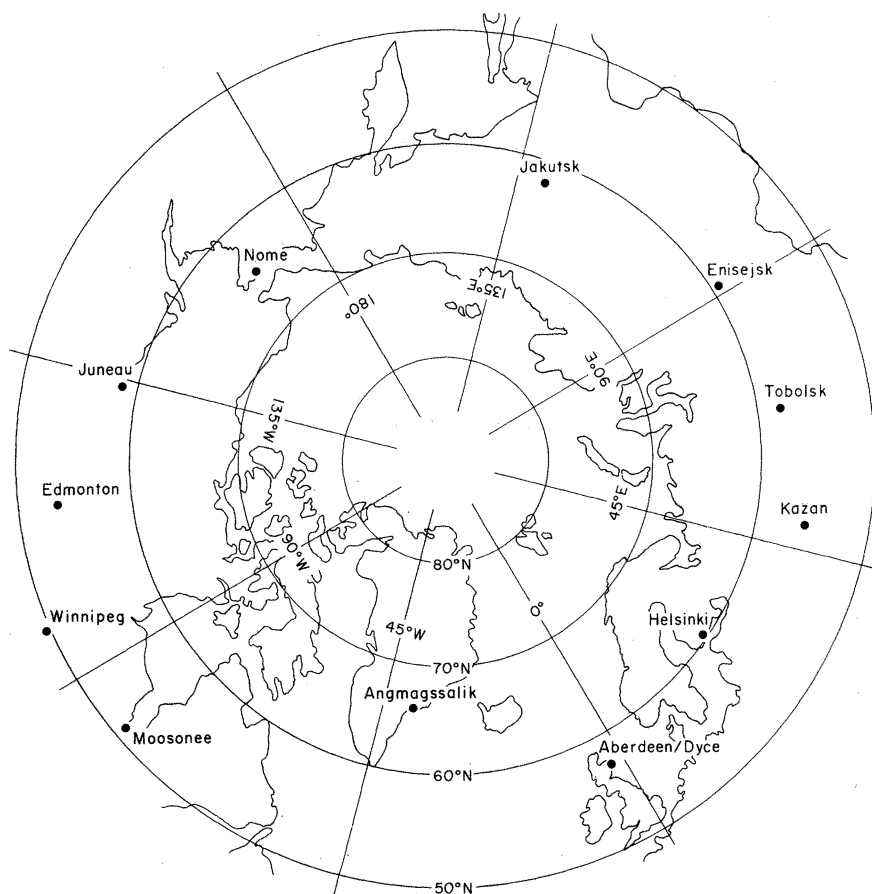 Jakutsk
Nome
Enisejsk
135°E
180°
Juneau
90°E
Tobolsk
135°W
Edmonton
45°E
Kazan
90°W
80°N
0°
Winnipeg
45°W
Helsinki
70°N
Angmagssalik
Moosonee
Aberdeen/Dyce
60°N
50°N